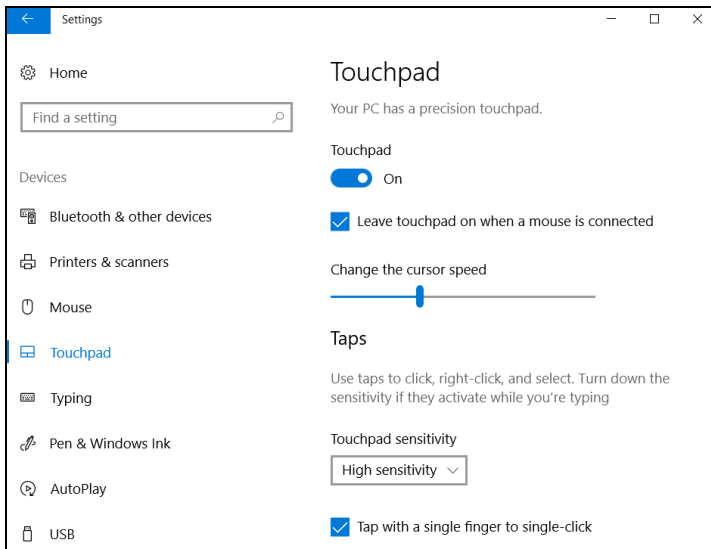 Settings
Home
Find a setting
Devices
Bluetooth & other devices
Printers & scanners
Mouse
Touchpad
Typing
Pen & Windows Ink
AutoPlay
USB
Touchpad
Your PC has a precision touchpad.
Touchpad
On
Leave touchpad on when a mouse is connected
Change the cursor speed
Taps
Use taps to click, right-click, and select. Turn down the
sensitivity if they activate while you're typing
Touchpad sensitivity
High sensitivity
Tap with a single finger to single-click